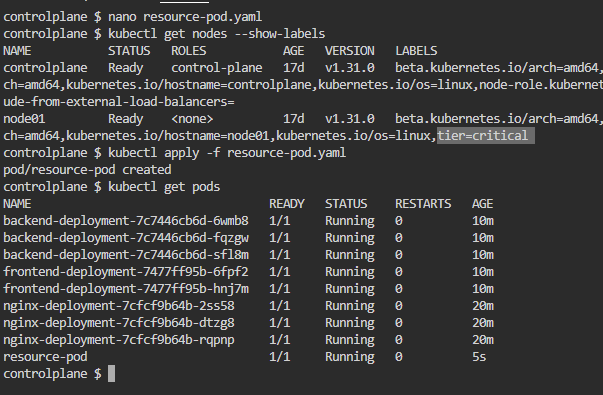 controlplane $ nano resource-pod.yaml
controlplane $ kubectl get nodes --show-labels
NAME STATUS ROLES AGE VERSION LABELS
controlplane Ready control-plane 17d v1.31.0 beta.kubernetes.io/arch=amd64,
ch=amd64,kubernetes.io/hostname=controlplane,kubernetes.io/os=linux,node-role.kubernet
ude-from-external-load-balancers=
node01 Ready <none> 17d v1.31.0 beta.kubernetes.io/arch=amd64,
ch=amd64,kubernetes.io/hostname=node01,kubernetes.io/os=linux,tier=critical
controlplane $ kubectl apply -f resource-pod.yaml
pod/resource-pod created
controlplane $ kubectl get pods
NAME READY STATUS RESTARTS AGE
backend-deployment-7c7446cb6d-6wmb8 1/1 Running 0 10m
backend-deployment-7c7446cb6d-fqzgw 1/1 Running 0 10m
backend-deployment-7c7446cb6d-sfl8m 1/1 Running 0 10m
frontend-deployment-7477ff95b-6fpf2 1/1 Running 0 10m
frontend-deployment-7477ff95b-hnj7m 1/1 Running 0 10m
nginx-deployment-7cfcf9b64b-2ss58 1/1 Running 0 20m
nginx-deployment-7cfcf9b64b-dtzg8 1/1 Running 0 20m
nginx-deployment-7cfcf9b64b-rqpnp 1/1 Running 0 20m
resource-pod 1/1 Running 0 5s
controlplane $